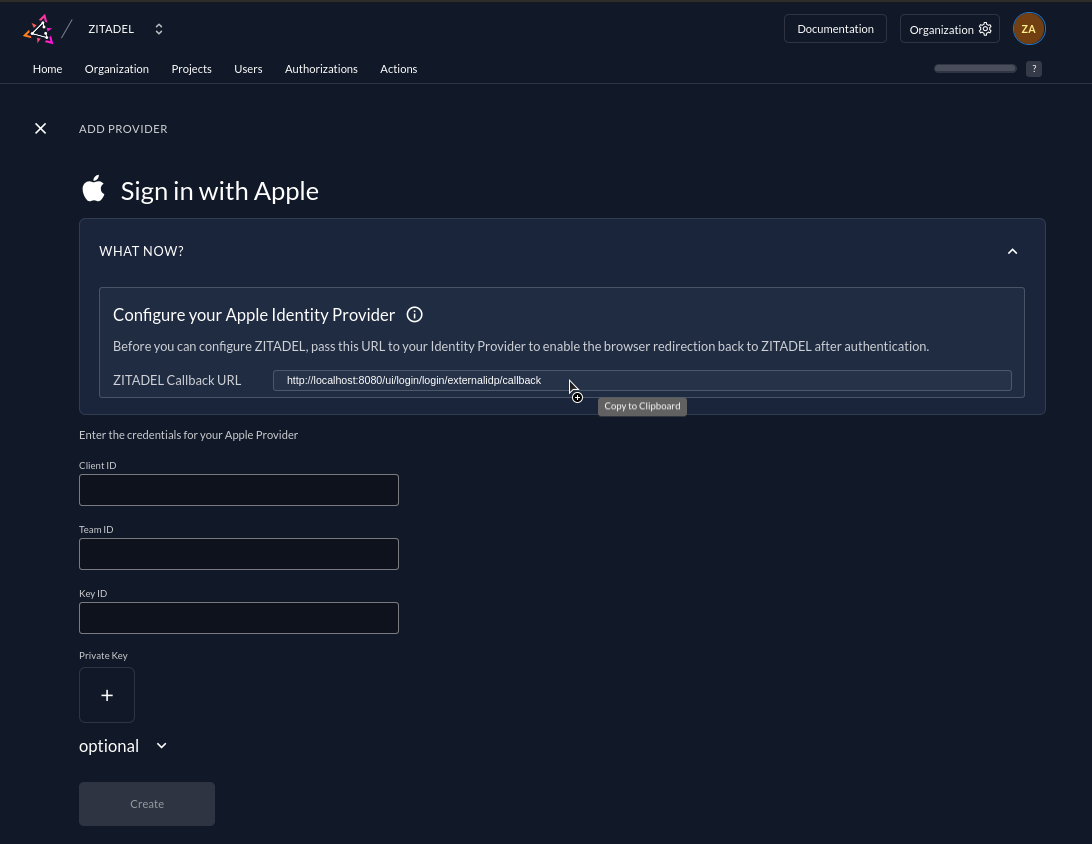 ZITADEL
Documentation
Organization
ZA
Home
Organization
Projects
Users
Authorizations
Actions
?
ADD PROVIDER
Sign in with Apple
WHAT NOW?
Configure your Apple Identity Provider
Before you can configure ZITADEL, pass this URL to your Identity Provider to enable the browser redirection back to ZITADEL after authentication.
ZITADEL Callback URL
http://localhost:8080/ui/login/login/externalidp/callback
Copy to Clipboard
Enter the credentials for your Apple Provider
Client ID
Team ID
Key ID
Private Key
+
optional
Create